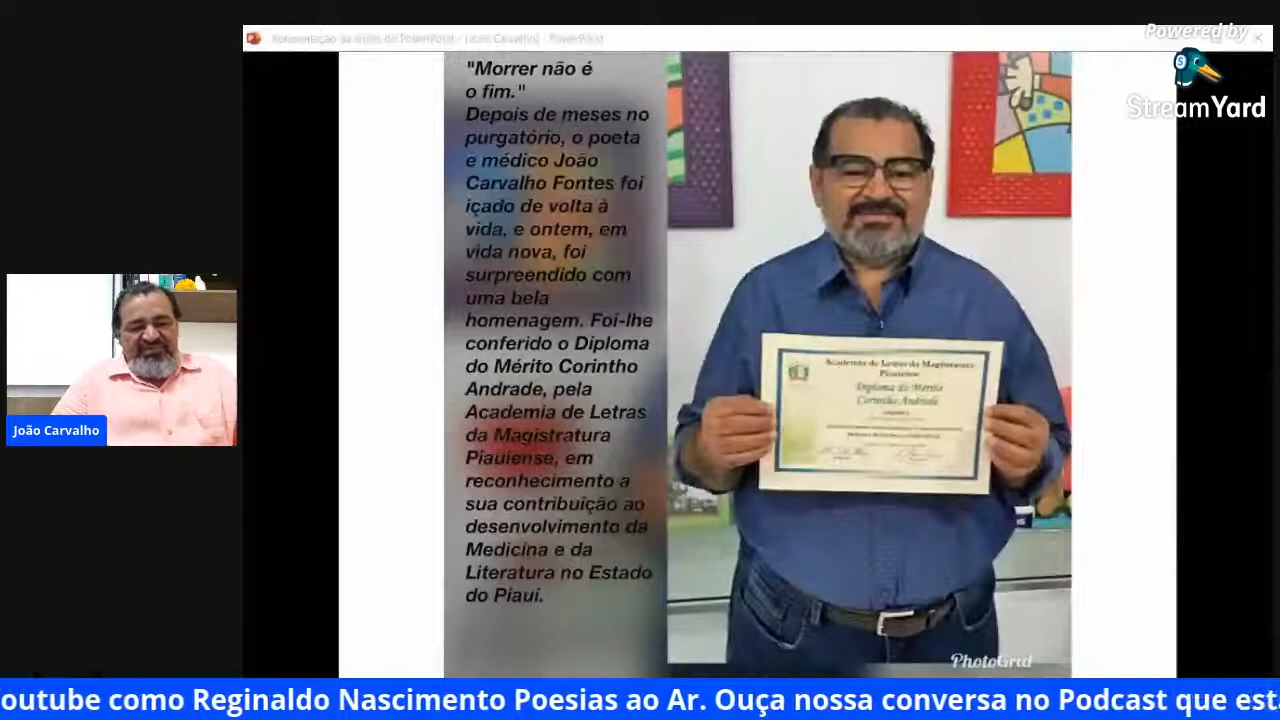 Powered by
StreamYard
"Morrer não é
o fim."
Depois de meses no
purgatório, o poeta
e médico João
Carvalho Fontes foi
içado de volta à
vida, e ontem, em
vida nova, foi
surpreendido com
uma bela
homenagem. Foi-lhe
conferido o Diploma
do Mérito Corintho
Andrade, pela
Academia de Letras
da Magistratura
Piauiense, em
reconhecimento a
sua contribuição ao
desenvolvimento da
Medicina e da
Literatura no Estado
do Piauí.
Academia de Letras da Magistratura
Piauiense
Diploma do Mérito
Corintho Andrade
PhotoGrid
João Carvalho
outube como Reginaldo Nascimento Poesias ao Ar. Ouça nossa conversa no Podcast que est